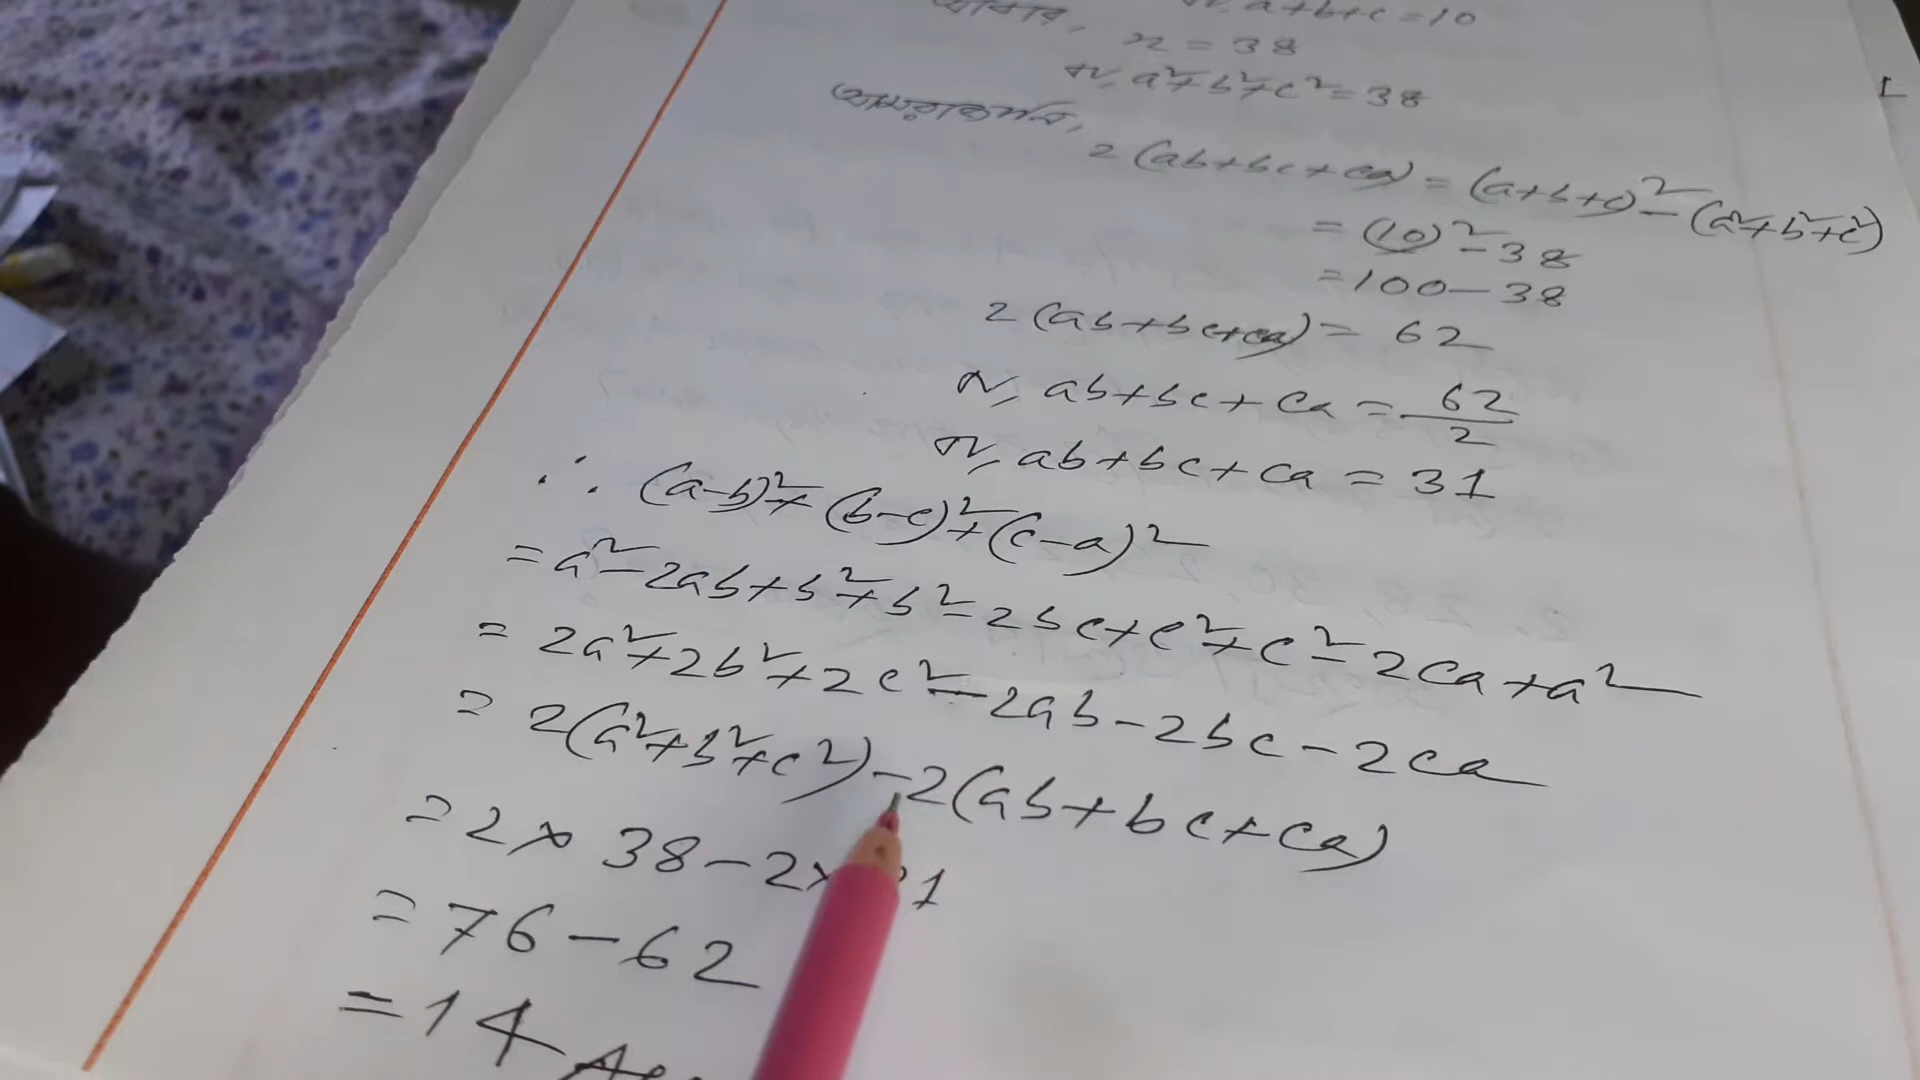 বা, a+b+c = 10
আবার, x = 38
বা, a²+b²+c² = 38
আমরা জানি,
2(ab+bc+ca) = (a+b+c)² - (a²+b²+c²)
= (10)² - 38
= 100 - 38
2(ab+bc+ca) = 62
বা, ab+bc+ca = 62/2
বা, ab+bc+ca = 31
∴ (a-b)²+(b-c)²+(c-a)²
= a²-2ab+b²+b²-2bc+c²+c²-2ca+a²
= 2a²+2b²+2c²-2ab-2bc-2ca
= 2(a²+b²+c²)-2(ab+bc+ca)
= 2×38-2× 1
= 76-62
= 14